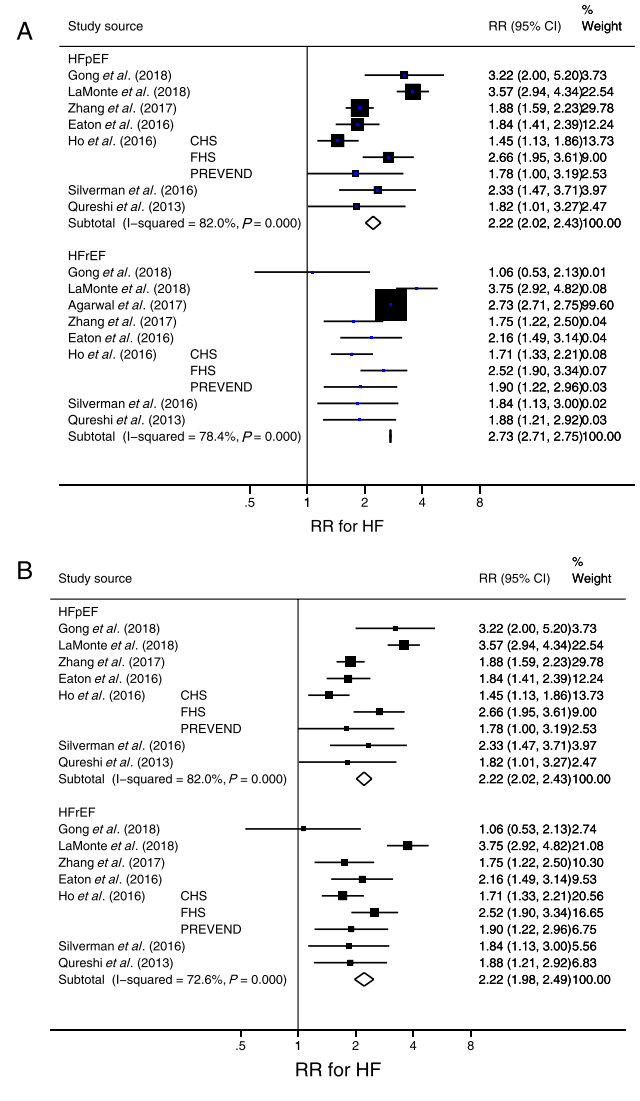 A
Study source RR (95% CI) % Weight
HFpEF
Gong et al. (2018) 3.22 (2.00, 5.20) 3.73
LaMonte et al. (2018) 3.57 (2.94, 4.34) 22.54
Zhang et al. (2017) 1.88 (1.59, 2.23) 29.78
Eaton et al. (2016) 1.84 (1.41, 2.39) 12.24
Ho et al. (2016) CHS 1.45 (1.13, 1.86) 13.73
FHS 2.66 (1.95, 3.61) 9.00
PREVEND 1.78 (1.00, 3.19) 2.53
Silverman et al. (2016) 2.33 (1.47, 3.71) 3.97
Qureshi et al. (2013) 1.82 (1.01, 3.27) 2.47
Subtotal (I-squared = 82.0%, P = 0.000) 2.22 (2.02, 2.43) 100.00
HFrEF
Gong et al. (2018) 1.06 (0.53, 2.13) 0.01
LaMonte et al. (2018) 3.75 (2.92, 4.82) 0.08
Agarwal et al. (2017) 2.73 (2.71, 2.75) 99.60
Zhang et al. (2017) 1.75 (1.22, 2.50) 0.04
Eaton et al. (2016) 2.16 (1.49, 3.14) 0.04
Ho et al. (2016) CHS 1.71 (1.33, 2.21) 0.08
FHS 2.52 (1.90, 3.34) 0.07
PREVEND 1.90 (1.22, 2.96) 0.03
Silverman et al. (2016) 1.84 (1.13, 3.00) 0.02
Qureshi et al. (2013) 1.88 (1.21, 2.92) 0.03
Subtotal (I-squared = 78.4%, P = 0.000) 2.73 (2.71, 2.75) 100.00
.5 1 2 4 8
RR for HF
B
Study source RR (95% CI) % Weight
HFpEF
Gong et al. (2018) 3.22 (2.00, 5.20) 3.73
LaMonte et al. (2018) 3.57 (2.94, 4.34) 22.54
Zhang et al. (2017) 1.88 (1.59, 2.23) 29.78
Eaton et al. (2016) 1.84 (1.41, 2.39) 12.24
Ho et al. (2016) CHS 1.45 (1.13, 1.86) 13.73
FHS 2.66 (1.95, 3.61) 9.00
PREVEND 1.78 (1.00, 3.19) 2.53
Silverman et al. (2016) 2.33 (1.47, 3.71) 3.97
Qureshi et al. (2013) 1.82 (1.01, 3.27) 2.47
Subtotal (I-squared = 82.0%, P = 0.000) 2.22 (2.02, 2.43) 100.00
HFrEF
Gong et al. (2018) 1.06 (0.53, 2.13) 2.74
LaMonte et al. (2018) 3.75 (2.92, 4.82) 21.08
Zhang et al. (2017) 1.75 (1.22, 2.50) 10.30
Eaton et al. (2016) 2.16 (1.49, 3.14) 9.53
Ho et al. (2016) CHS 1.71 (1.33, 2.21) 20.56
FHS 2.52 (1.90, 3.34) 16.65
PREVEND 1.90 (1.22, 2.96) 6.75
Silverman et al. (2016) 1.84 (1.13, 3.00) 5.56
Qureshi et al. (2013) 1.88 (1.21, 2.92) 6.83
Subtotal (I-squared = 72.6%, P = 0.000) 2.22 (1.98, 2.49) 100.00
.5 1 2 4 8
RR for HF